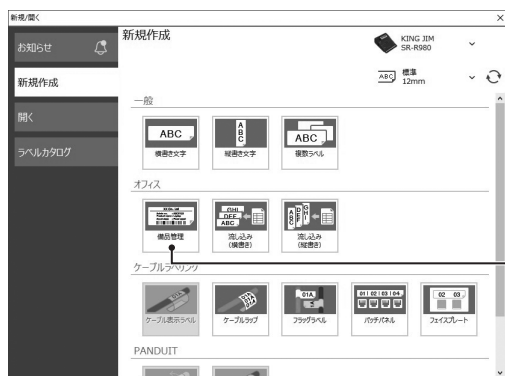 新規/開く
お知らせ
新規作成
開く
ラベルカタログ
新規作成
KING JIM
SR-R980
ABC
標準
12mm
一般
ABC
横書き文字
A
B
C
縦書き文字
ABC
複数ラベル
オフィス
備品管理
GHI
DEF
ABC
流し込み
(横書き)
流し込み
(縦書き)
ケーブルラベリング
ケーブル表示ラベル
ケーブルラップ
01A
フラッグラベル
01 02 03 04
パッチパネル
02 03
フェイスプレート
PANDUIT